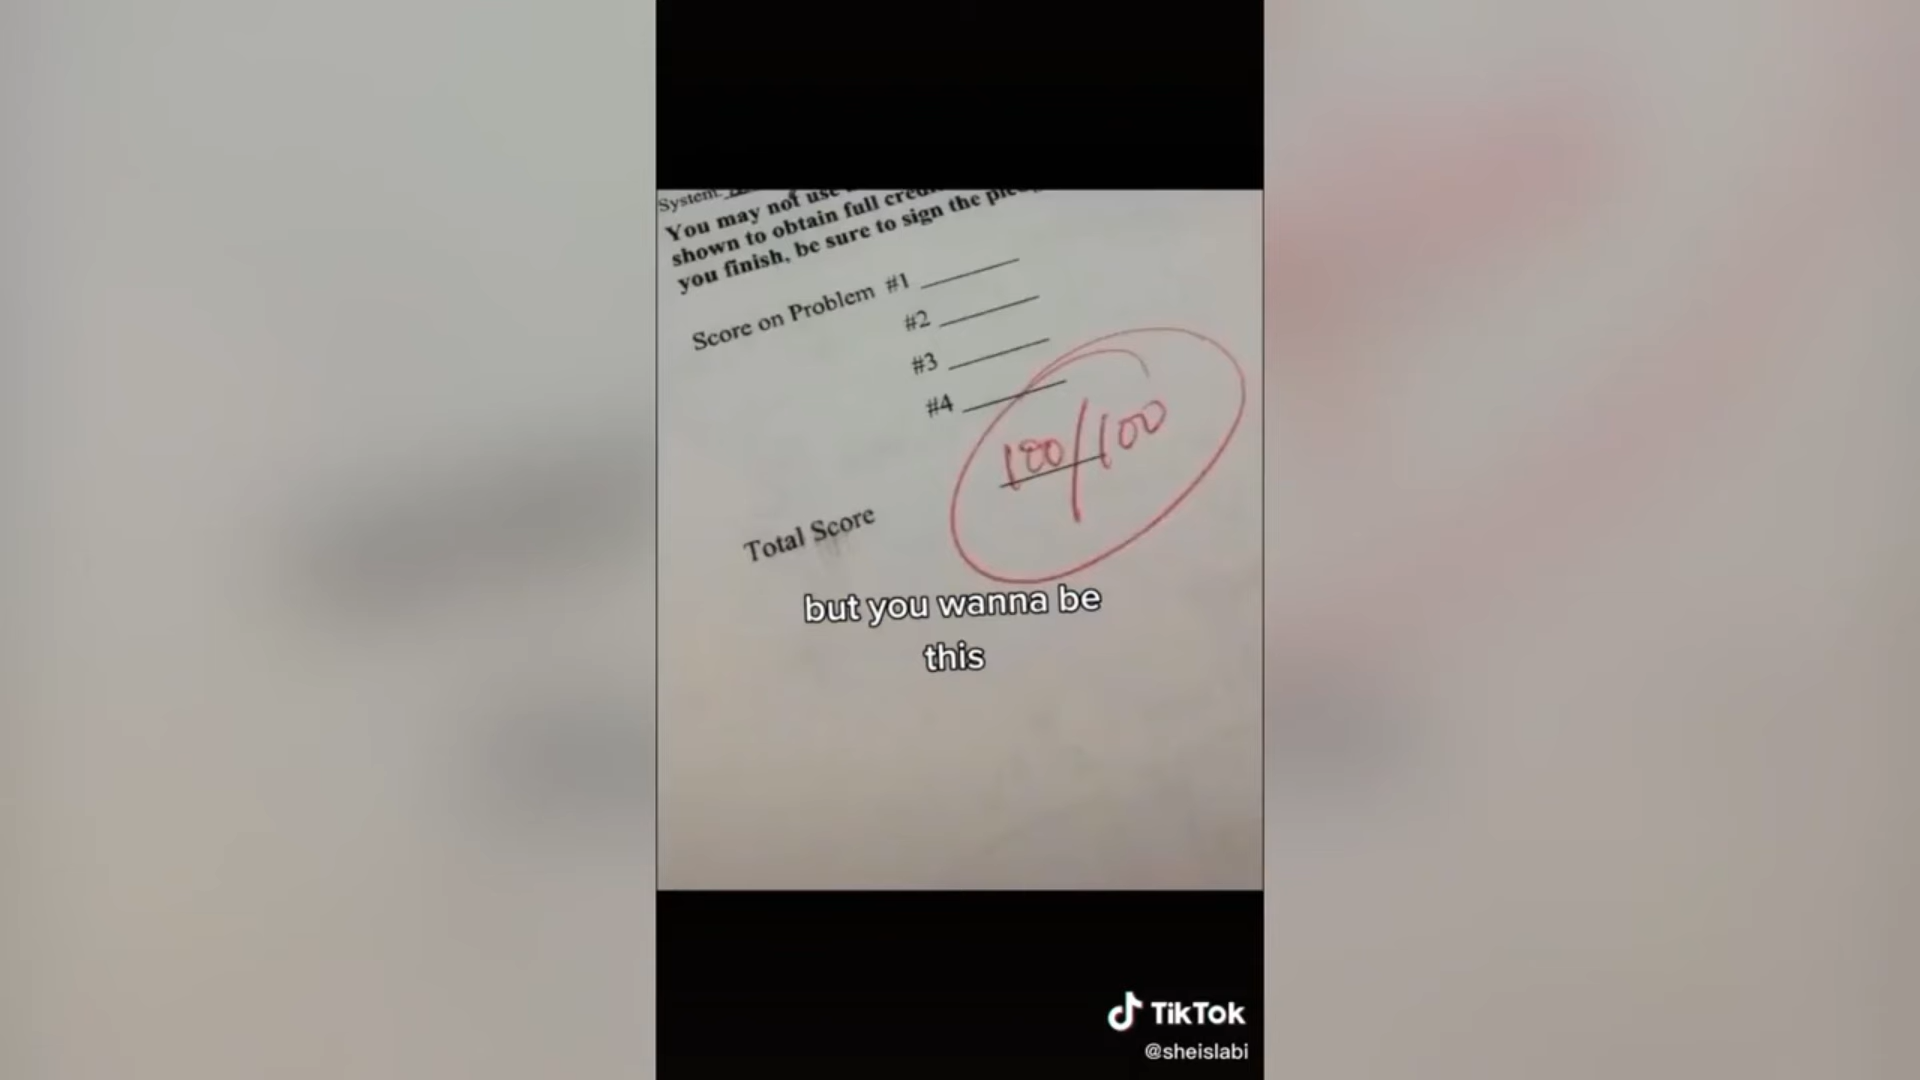 System:
You may not use
shown to obtain full
you finish, be sure to sign the
Score on Problem #1
#2
#3
#4
100/100
Total Score
but you wanna be
this
TikTok
@sheislabi